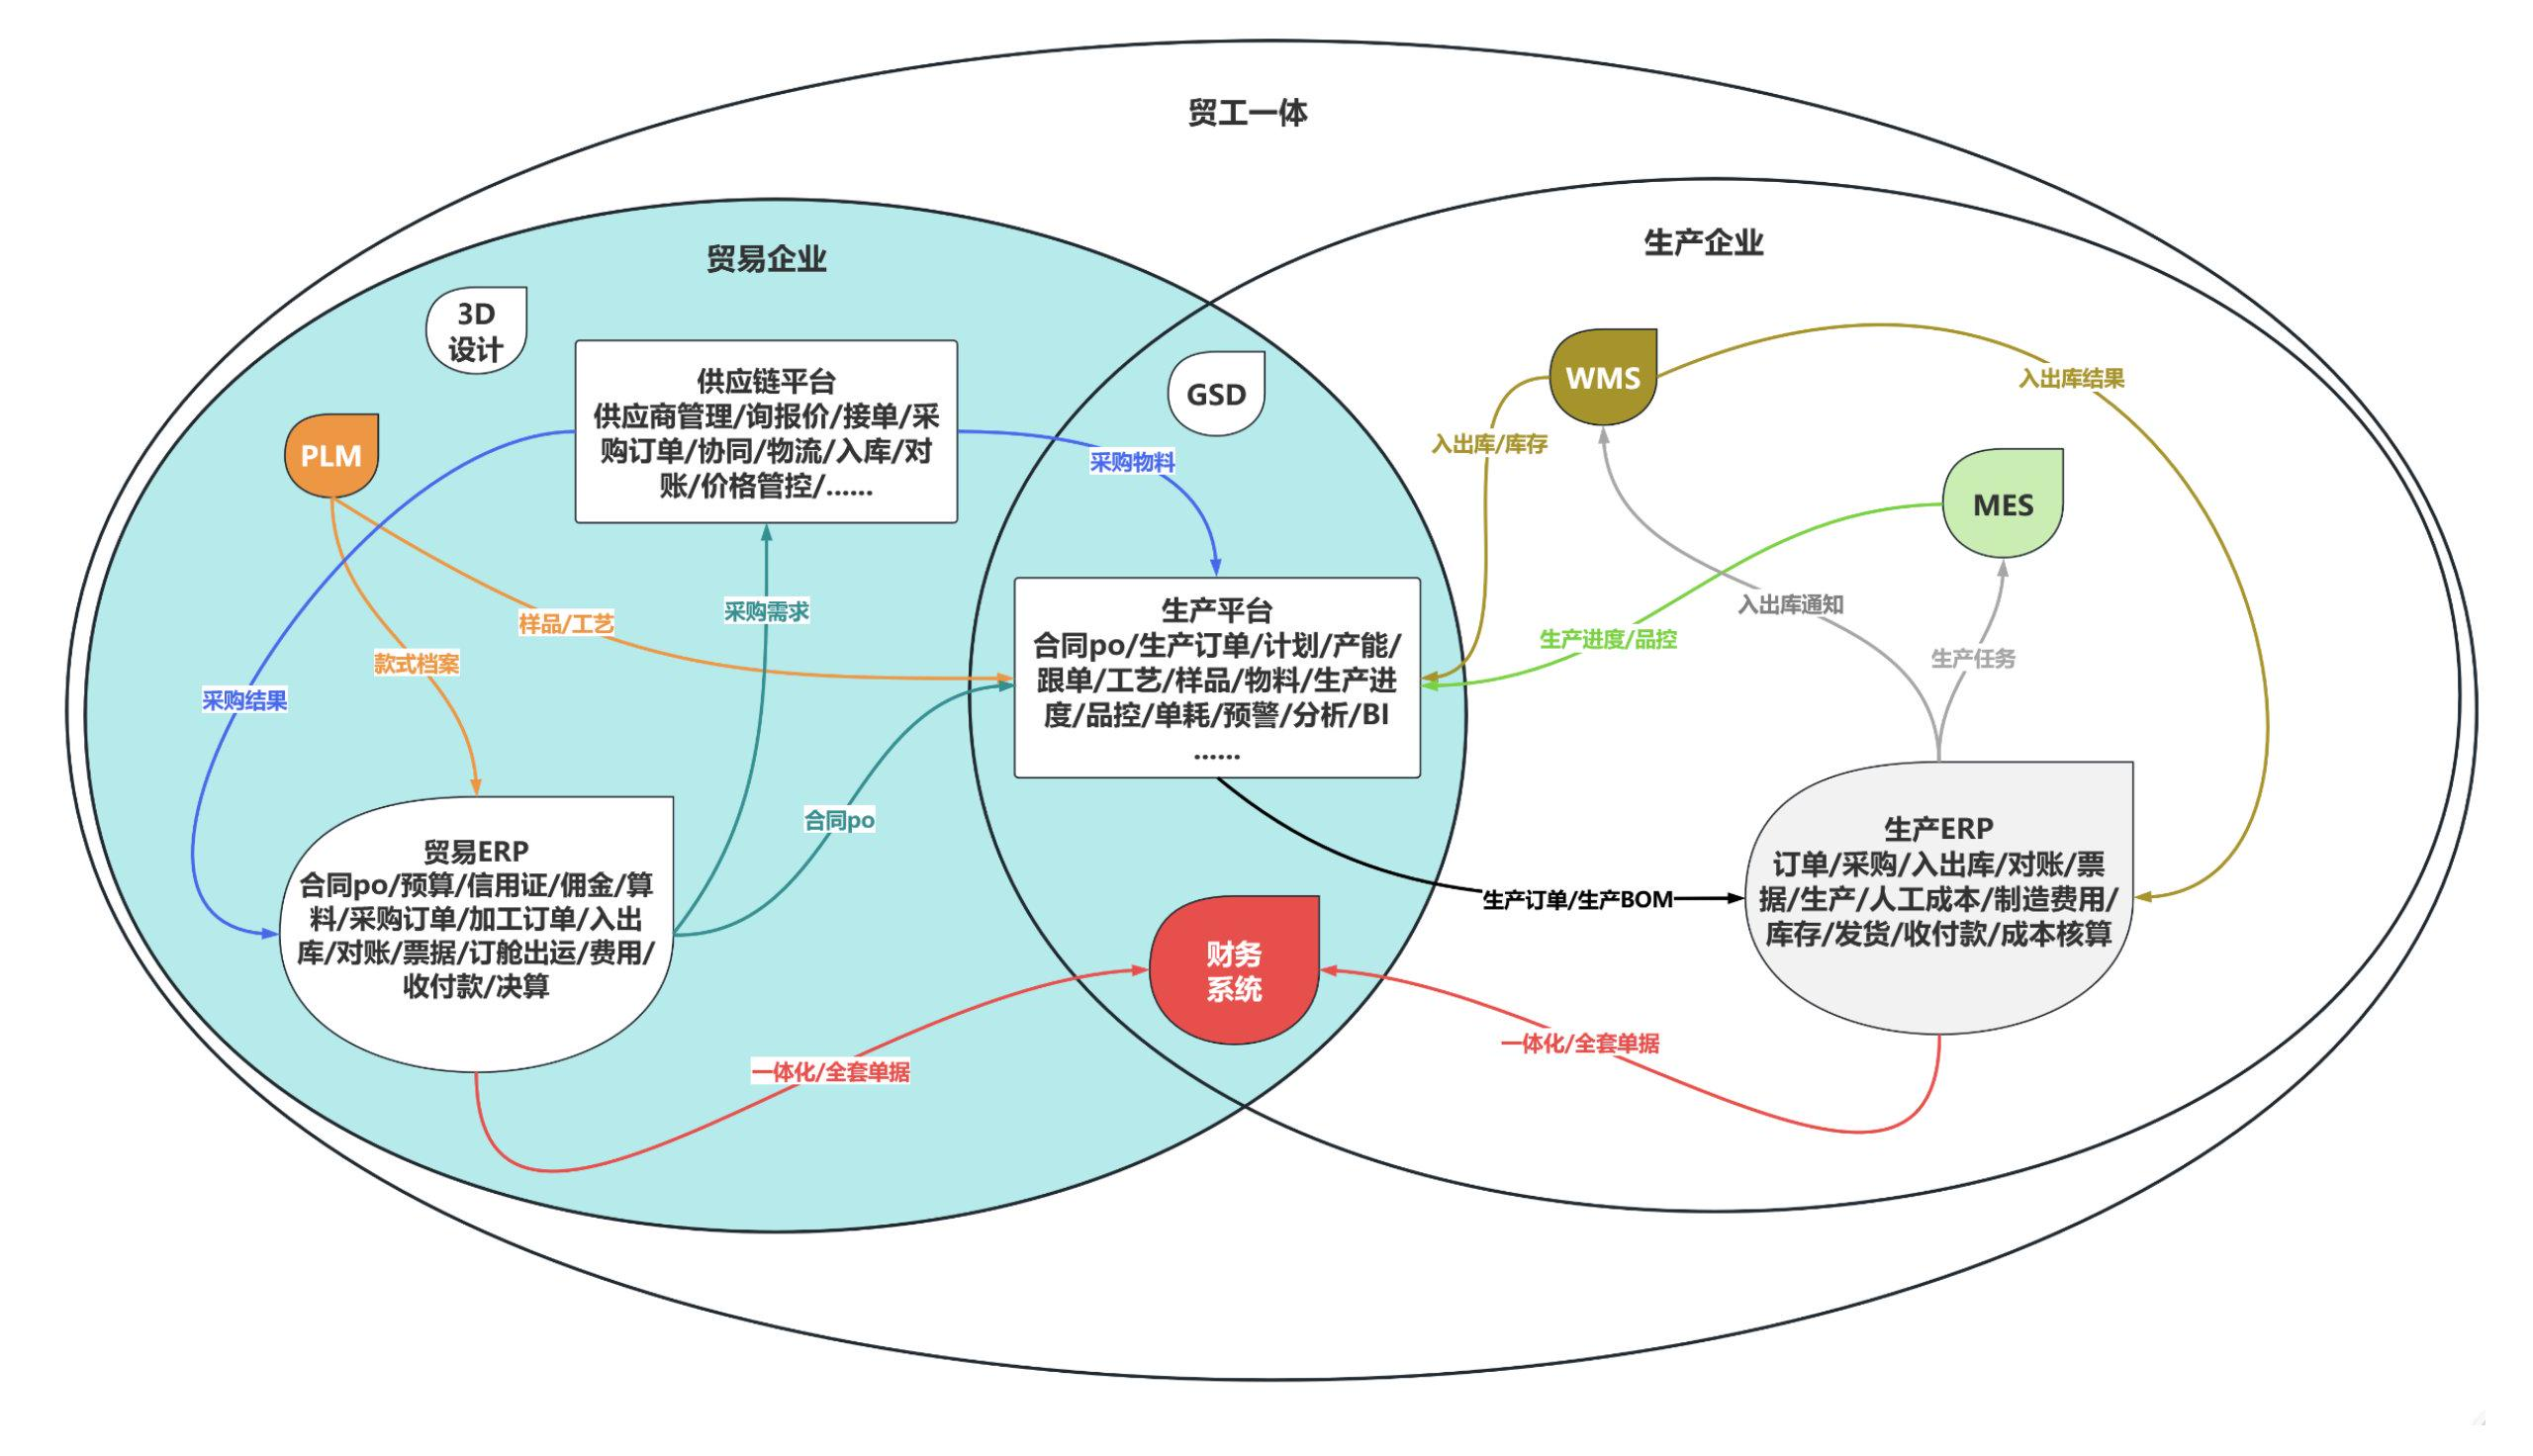 贸工一体
生产企业
贸易企业
3D
设计
供应链平台
供应商管理/询报价/接单/采
购订单/协同/物流/入库/对
账/价格管控/......
GSD
WMS
入出库结果
PLM
采购物料
入出库/库存
MES
样品/工艺
采购需求
生产平台
合同po/生产订单/计划/产能/
跟单/工艺/样品/物料/生产进
度/品控/单耗/预警/分析/BI
......
入出库通知
生产进度/品控
生产任务
款式档案
采购结果
合同po
贸易ERP
合同po/预算/信用证/佣金/算
料/采购订单/加工订单/入出
库/对账/票据/订舱出运/费用/
收付款/决算
生产订单/生产BOM
生产ERP
订单/采购/入出库/对账/票
据/生产/人工成本/制造费用/
库存/发货/收付款/成本核算
财务
系统
一体化/全套单据
一体化/全套单据